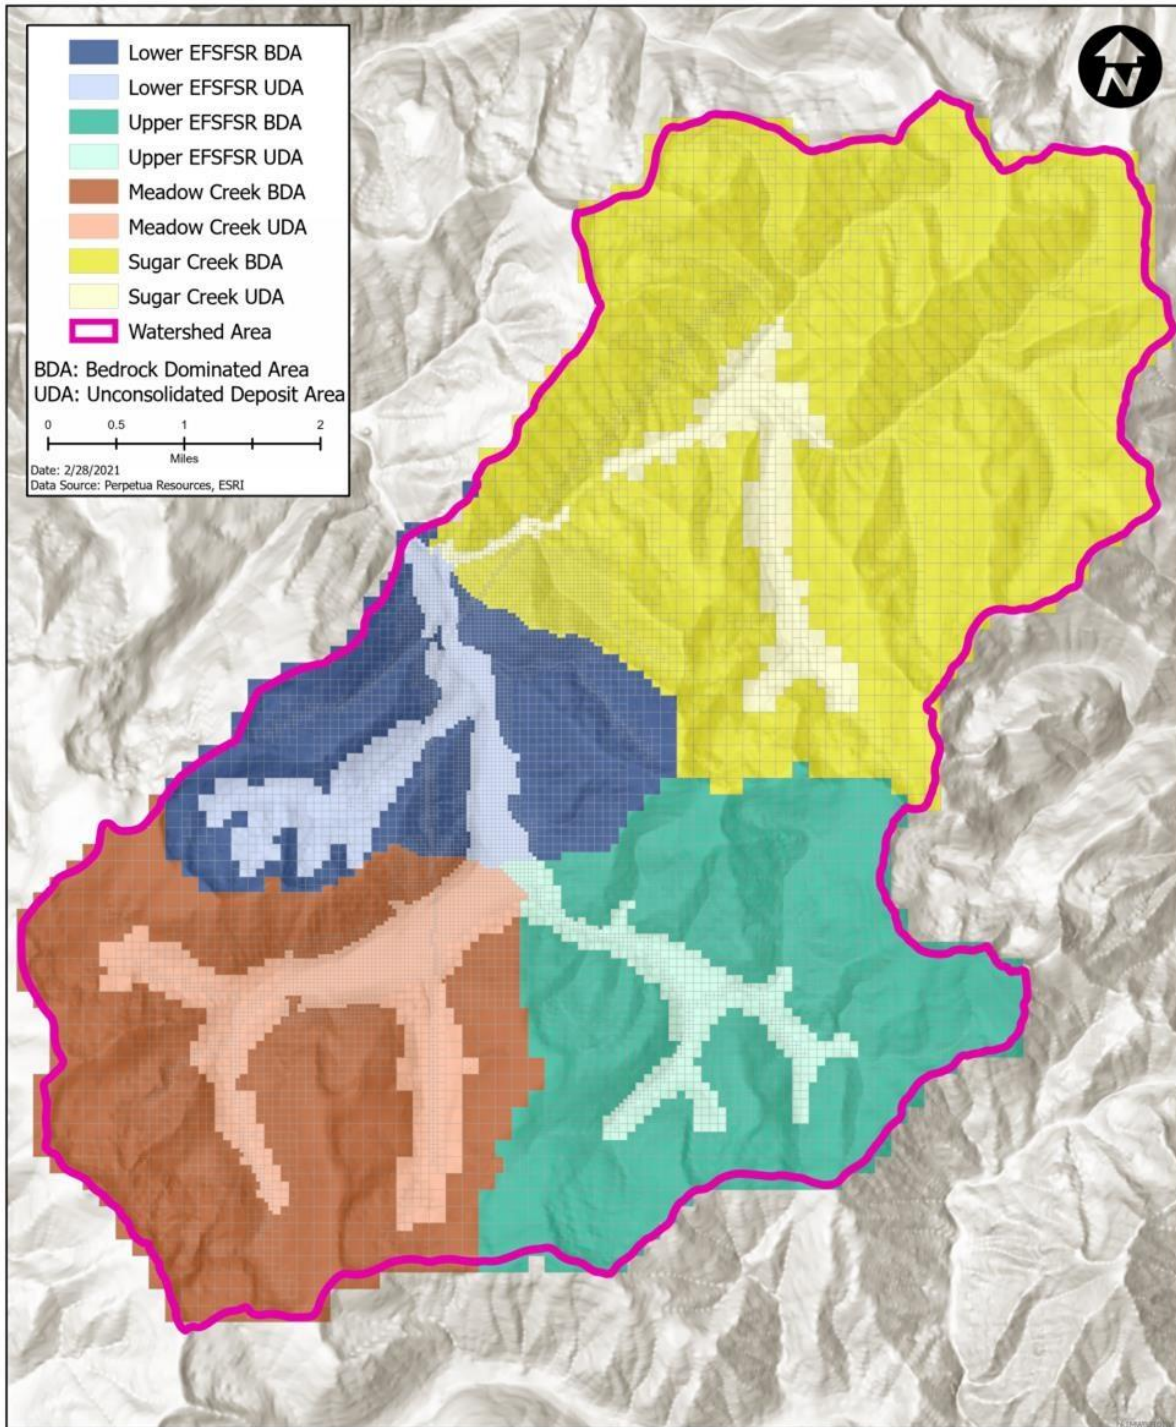 Lower EFSFSR BDA
Lower EFSFSR UDA
Upper EFSFSR BDA
Upper EFSFSR UDA
Meadow Creek BDA
Meadow Creek UDA
Sugar Creek BDA
Sugar Creek UDA
Watershed Area
BDA: Bedrock Dominated Area
UDA: Unconsolidated Deposit Area
0 0.5 1 2
Miles
Date: 2/28/2021
Data Source: Perpetua Resources, ESRI
N